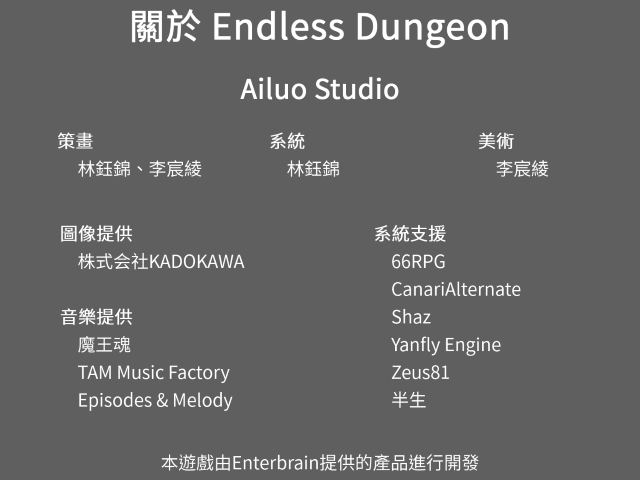 關於 Endless Dungeon
Ailuo Studio
策畫
林鈺錦、李宸綾
系統
林鈺錦
美術
李宸綾
圖像提供
株式会社KADOKAWA
音樂提供
魔王魂
TAM Music Factory
Episodes & Melody
系統支援
66RPG
CanariAlternate
Shaz
Yanfly Engine
Zeus81
半生
本遊戲由Enterbrain提供的產品進行開發